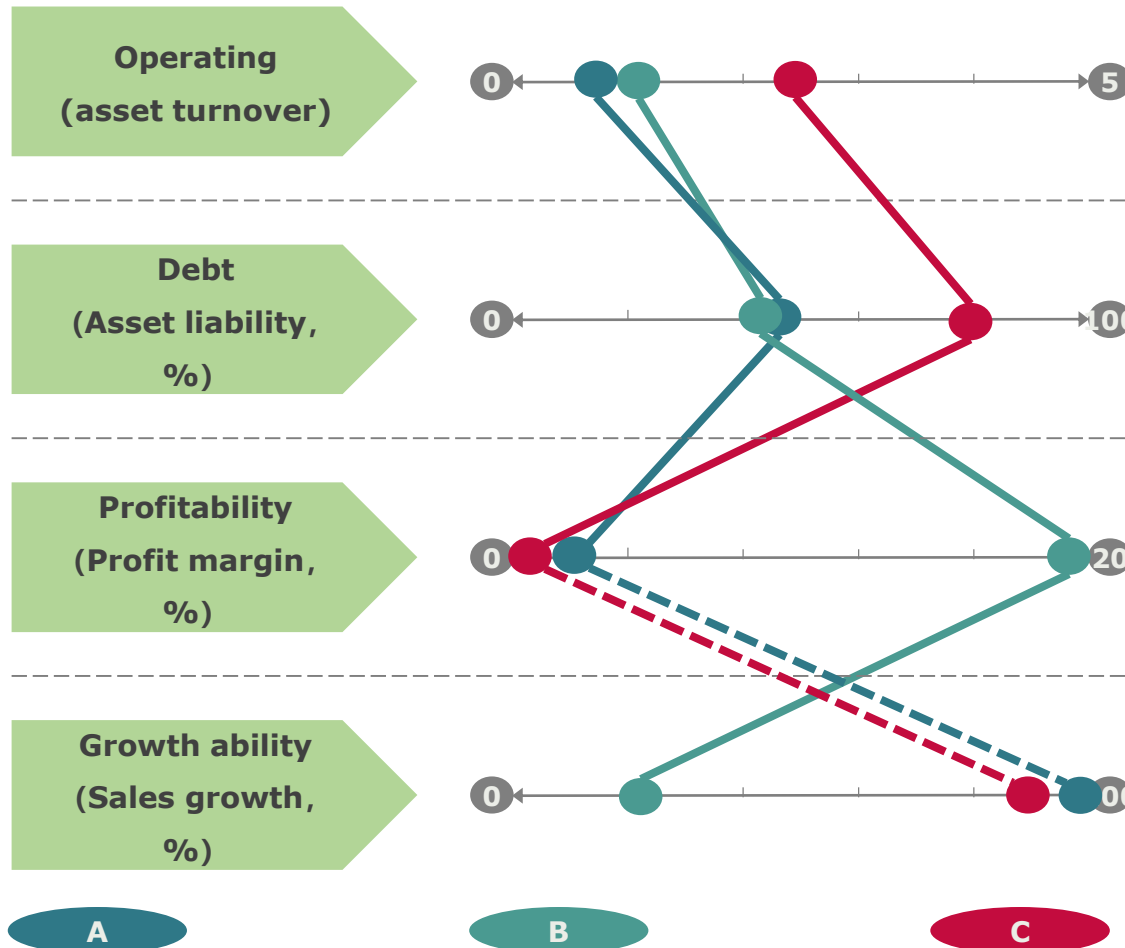 Operating
(asset turnover)
0
5
Debt
(Asset liability,
%)
0
100
Profitability
(Profit margin,
%)
0
20
Growth ability
(Sales growth,
%)
0
A
B
C